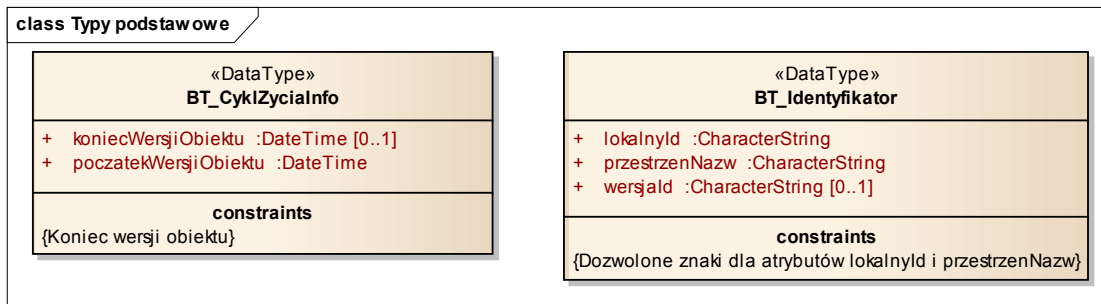 class Typy podstawowe
«DataType»
BT_CyklZyciaInfo
+ koniecWersjiObiektu :DateTime [0..1]
+ poczatekWersjiObiektu :DateTime
constraints
{Koniec wersji obiektu}
«DataType»
BT_Identyfikator
+ lokalnyId :CharacterString
+ przestrzenNazw :CharacterString
+ wersjaId :CharacterString [0..1]
constraints
{Dozwolone znaki dla atrybutów lokalnyId i przestrzenNazw}